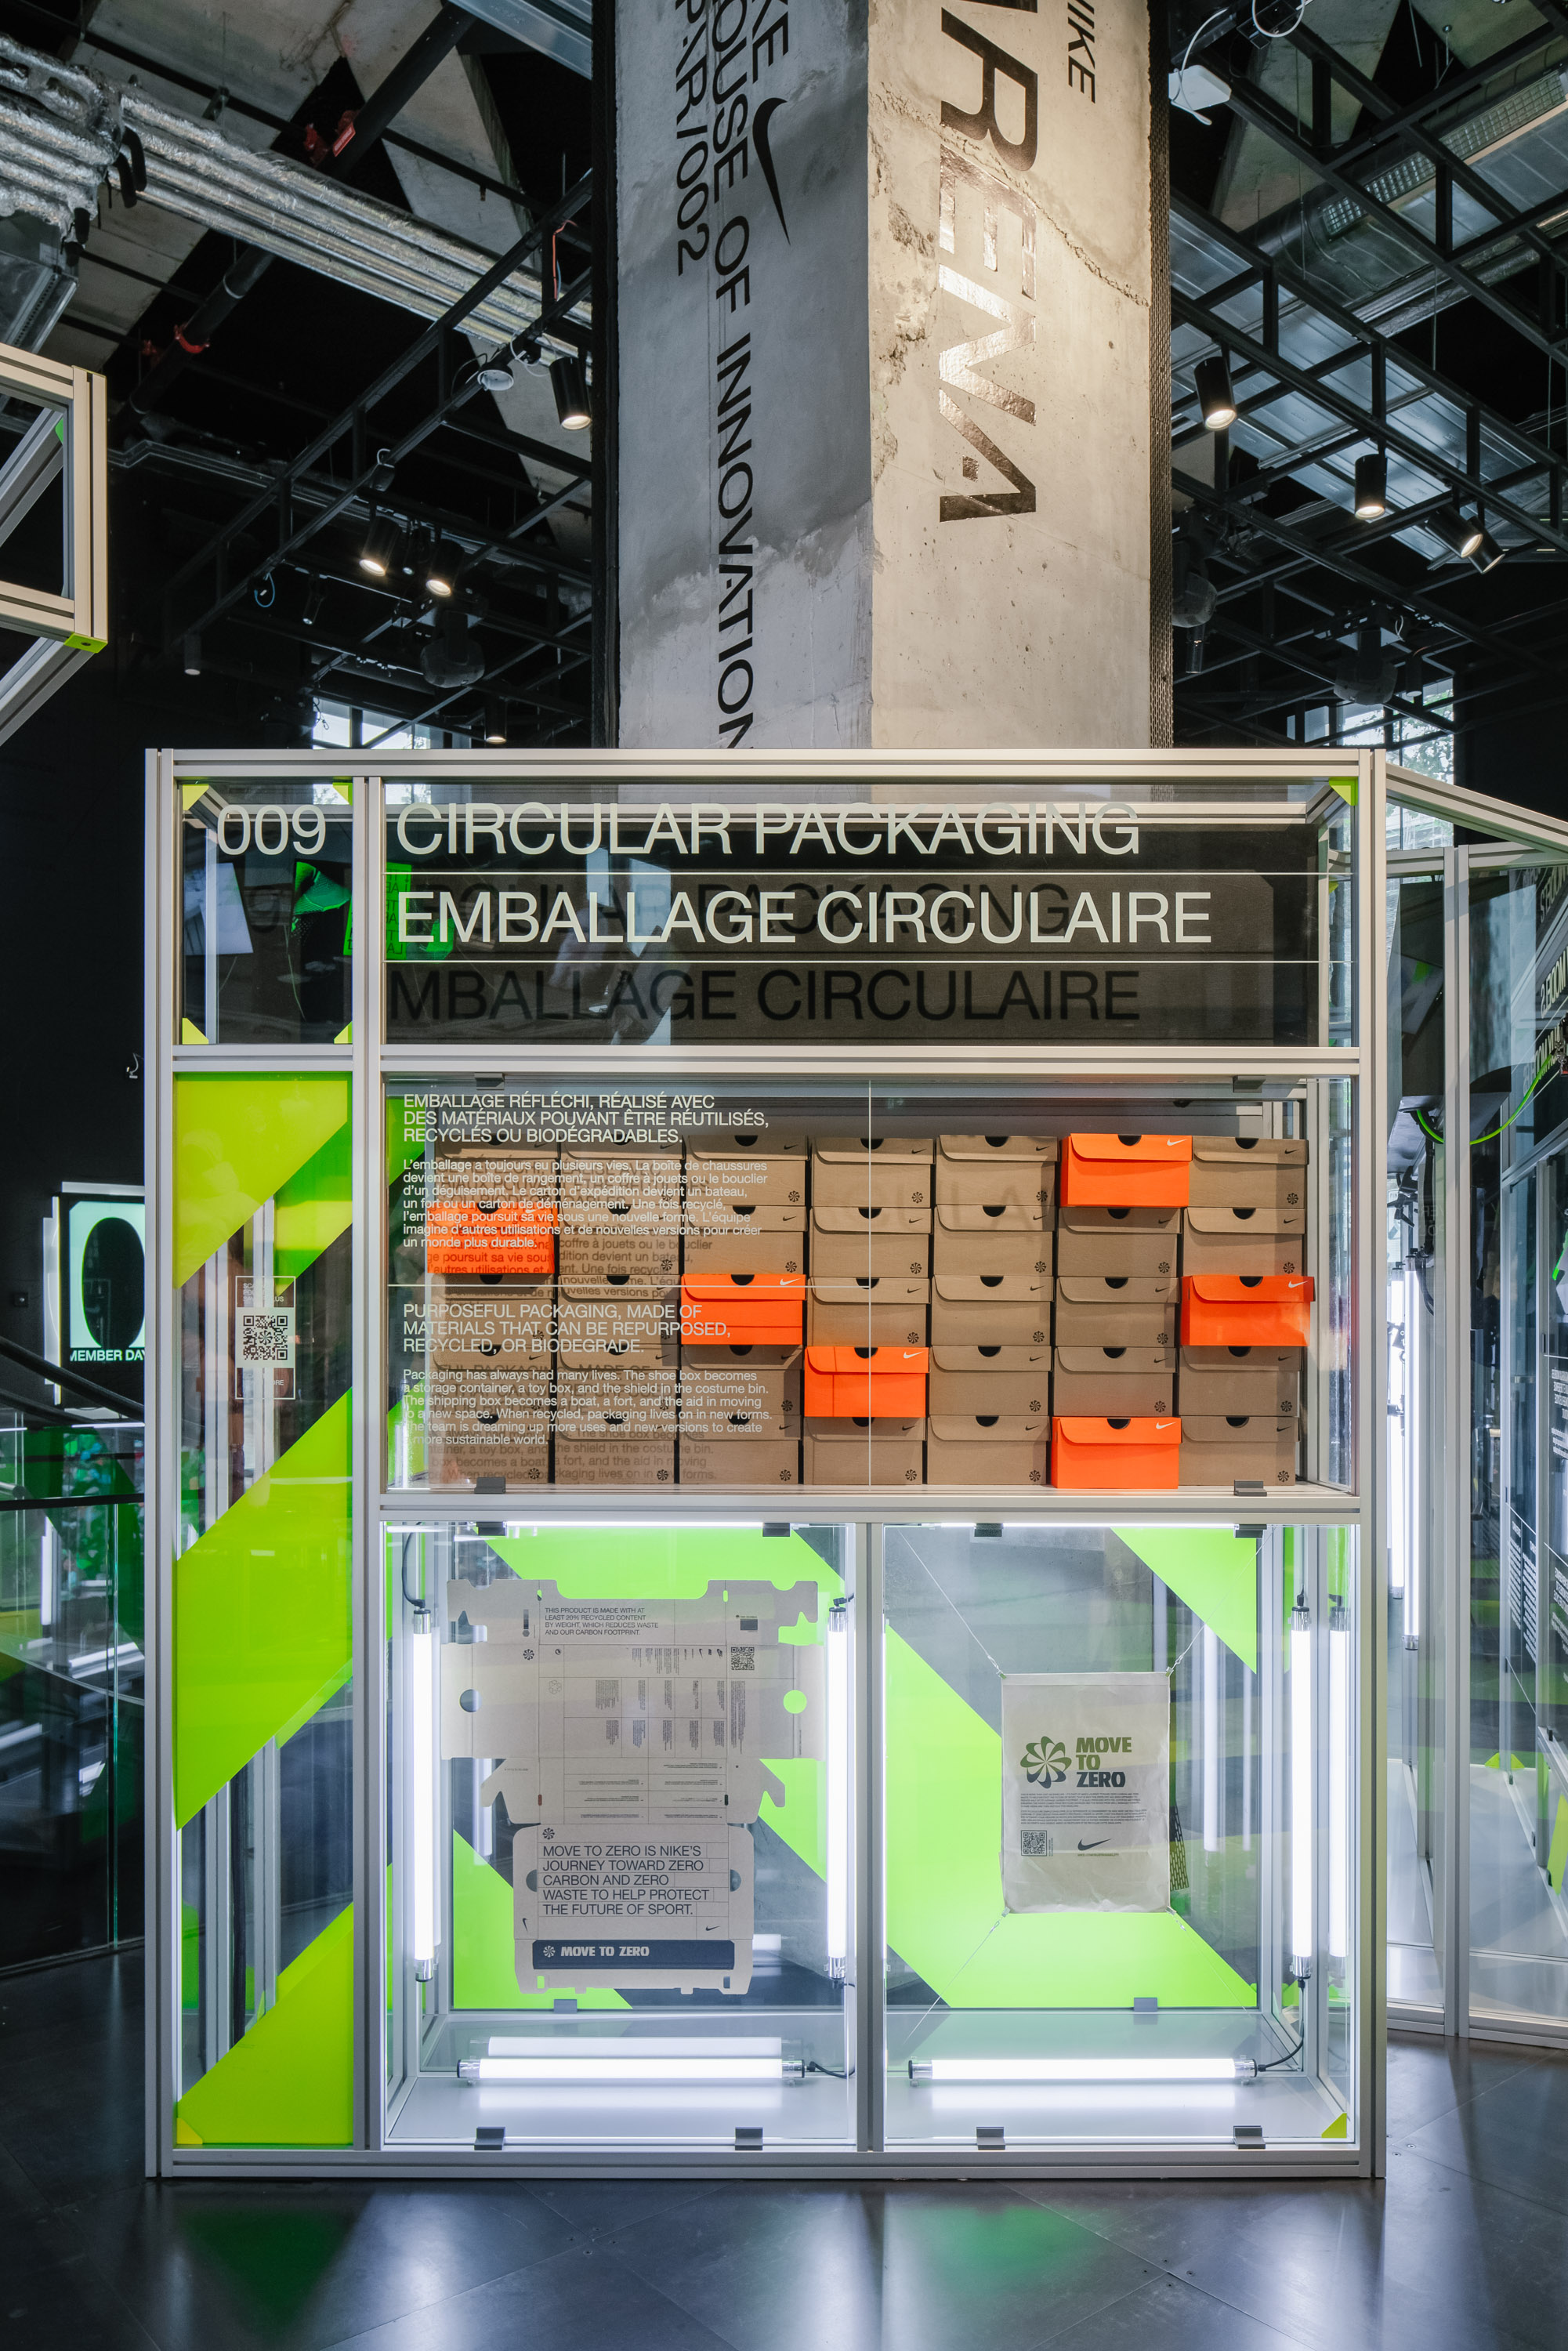 NIKE
ARENA
NIKE
HOUSE OF INNOVATION
PAR/002
009
CIRCULAR PACKAGING
EMBALLAGE CIRCULAIRE
EMBALLAGE RÉFLÉCHI, RÉALISÉ AVEC
DES MATÉRIAUX POUVANT ÊTRE RÉUTILISÉS,
RECYCLÉS OU BIODÉGRADABLES.
L'emballage a toujours eu plusieurs vies. La boîte de chaussures
devient une boîte de rangement, un coffre à jouets ou le bouclier
d'un déguisement. Le carton d'expédition devient un bateau,
un fort ou un carton de déménagement. Une fois recyclé,
l'emballage poursuit sa vie sous une nouvelle forme. L'équipe
imagine d'autres utilisations et de nouvelles versions pour créer
un monde plus durable.
PURPOSEFUL PACKAGING, MADE OF
MATERIALS THAT CAN BE REPURPOSED,
RECYCLED, OR BIODEGRADE.
Packaging has always had many lives. The shoe box becomes
a storage container, a toy box, and the shield in the costume bin.
The shipping box becomes a boat, a fort, and the aid in moving
to a new space. When recycled, packaging lives on in new forms.
The team is dreaming up more uses and new versions to create
a more sustainable world.
MEMBER DAY
THIS PRODUCT IS MADE WITH AT
LEAST 20% RECYCLED CONTENT
BY WEIGHT, WHICH REDUCES WASTE
AND OUR CARBON FOOTPRINT
MOVE TO ZERO IS NIKE'S
JOURNEY TOWARD ZERO
CARBON AND ZERO
WASTE TO HELP PROTECT
THE FUTURE OF SPORT.
MOVE TO ZERO
MOVE
TO
ZERO